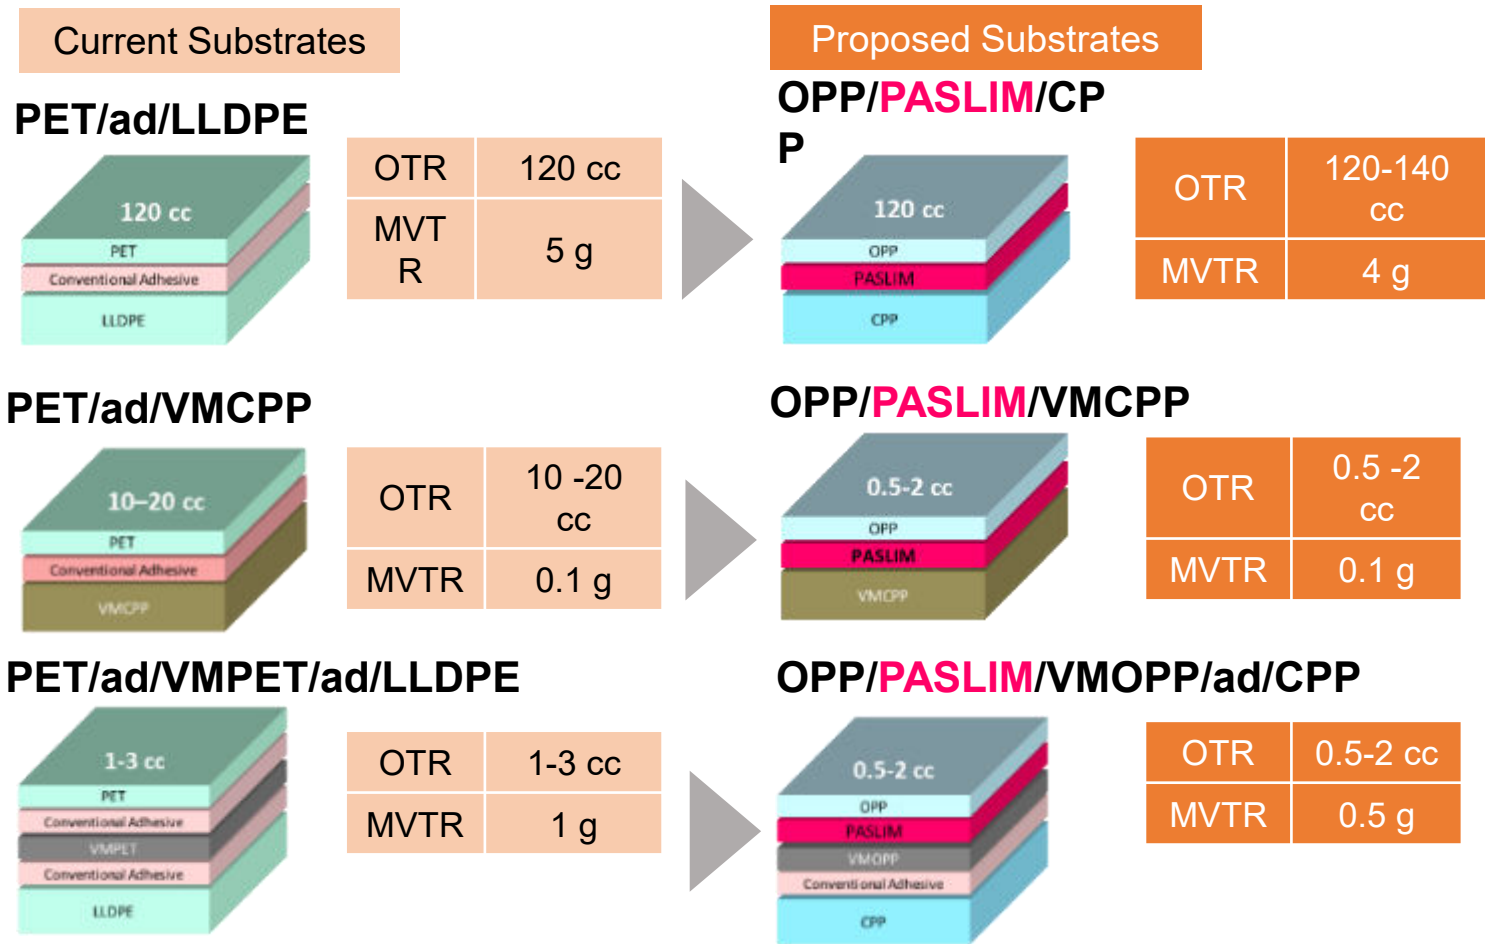 Current Substrates
Proposed Substrates
PET/ad/LLDPE
120 cc
PET
Conventional Adhesive
LLDPE
OTR
120 cc
MVT
R
5 g
OPP/PASLIM/CP
P
120 cc
OPP
PASLIM
CPP
OTR
120-140
cc
MVTR
4 g
PET/ad/VMCPP
10–20 cc
PET
Conventional Adhesive
VMCPP
OTR
10 -20
cc
MVTR
0.1 g
OPP/PASLIM/VMCPP
0.5-2 cc
OPP
PASLIM
VMCPP
OTR
0.5 -2
cc
MVTR
0.1 g
PET/ad/VMPET/ad/LLDPE
1-3 cc
PET
Conventional Adhesive
VMPET
Conventional Adhesive
LLDPE
OTR
1-3 cc
MVTR
1 g
OPP/PASLIM/VMOPP/ad/CPP
0.5-2 cc
OPP
PASLIM
VMOPP
Conventional Adhesive
CPP
OTR
0.5-2 cc
MVTR
0.5 g